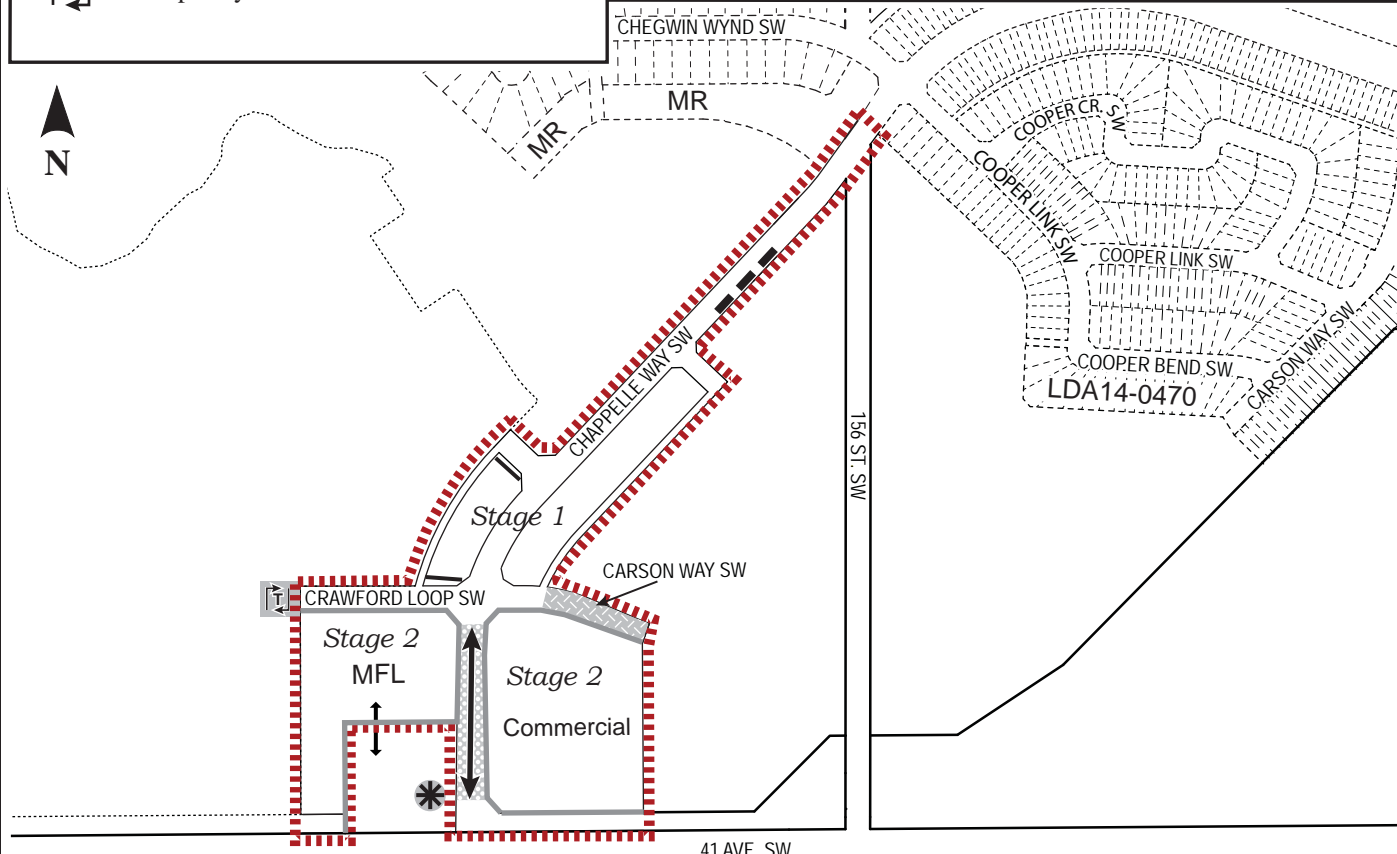 CHEGWIN WYND SW
MR
MR
N
COOPER CR. SW
COOPER LINK SW
COOPER LINK SW
COOPER BEND SW
CARSON WAY SW
LDA14-0470
CHAPPELLE WAY SW
156 ST. SW
Stage 1
CARSON WAY SW
T
CRAWFORD LOOP SW
Stage 2
MFL
Stage 2
Commercial
41 AVE. SW